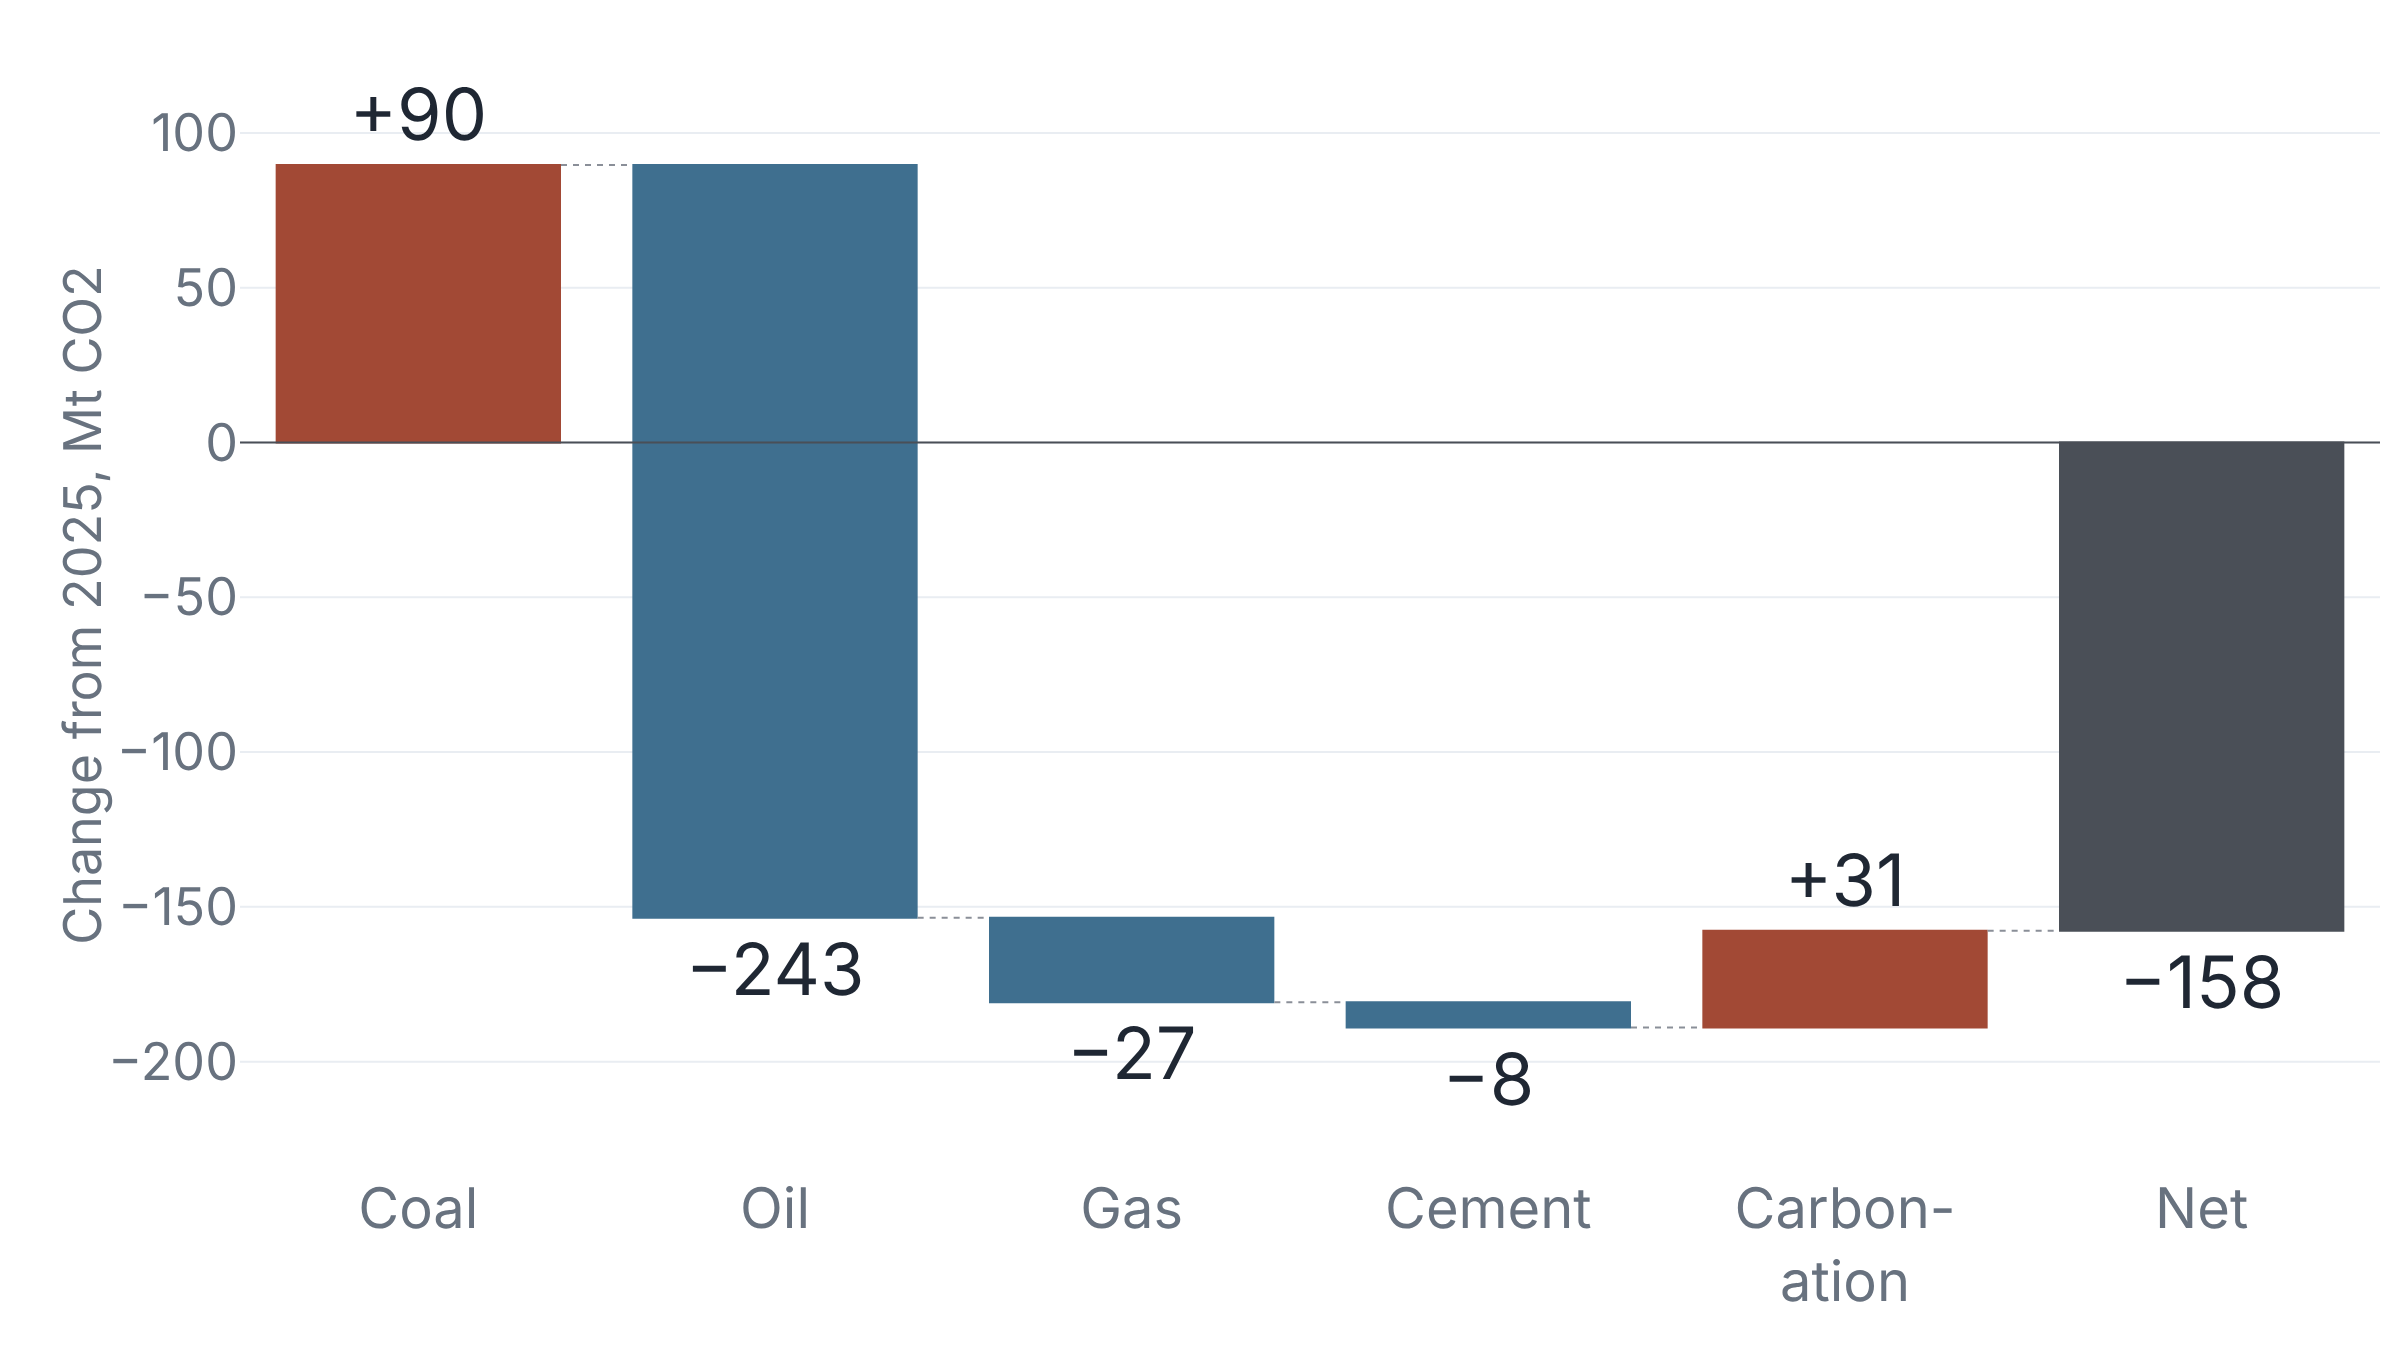 Change from 2025, Mt CO2
100
50
0
−50
−100
−150
−200
+90
−243
−27
−8
+31
−158
Coal
Oil
Gas
Cement
Carbon-
ation
Net